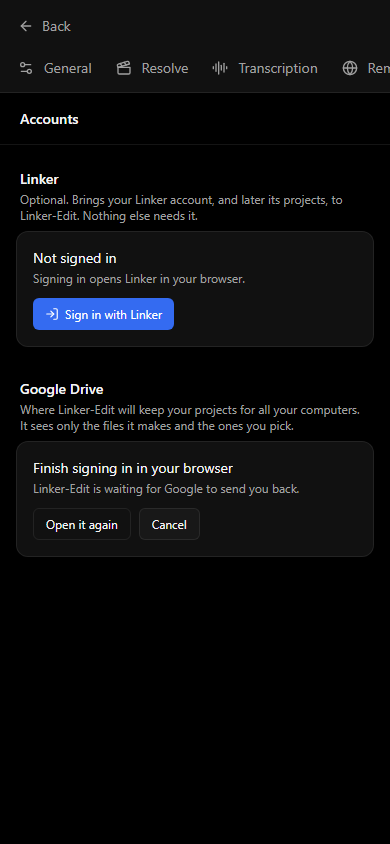 Back
General Resolve Transcription Rem
Accounts
Linker
Optional. Brings your Linker account, and later its projects, to
Linker-Edit. Nothing else needs it.
Not signed in
Signing in opens Linker in your browser.
Sign in with Linker
Google Drive
Where Linker-Edit will keep your projects for all your computers.
It sees only the files it makes and the ones you pick.
Finish signing in in your browser
Linker-Edit is waiting for Google to send you back.
Open it again Cancel